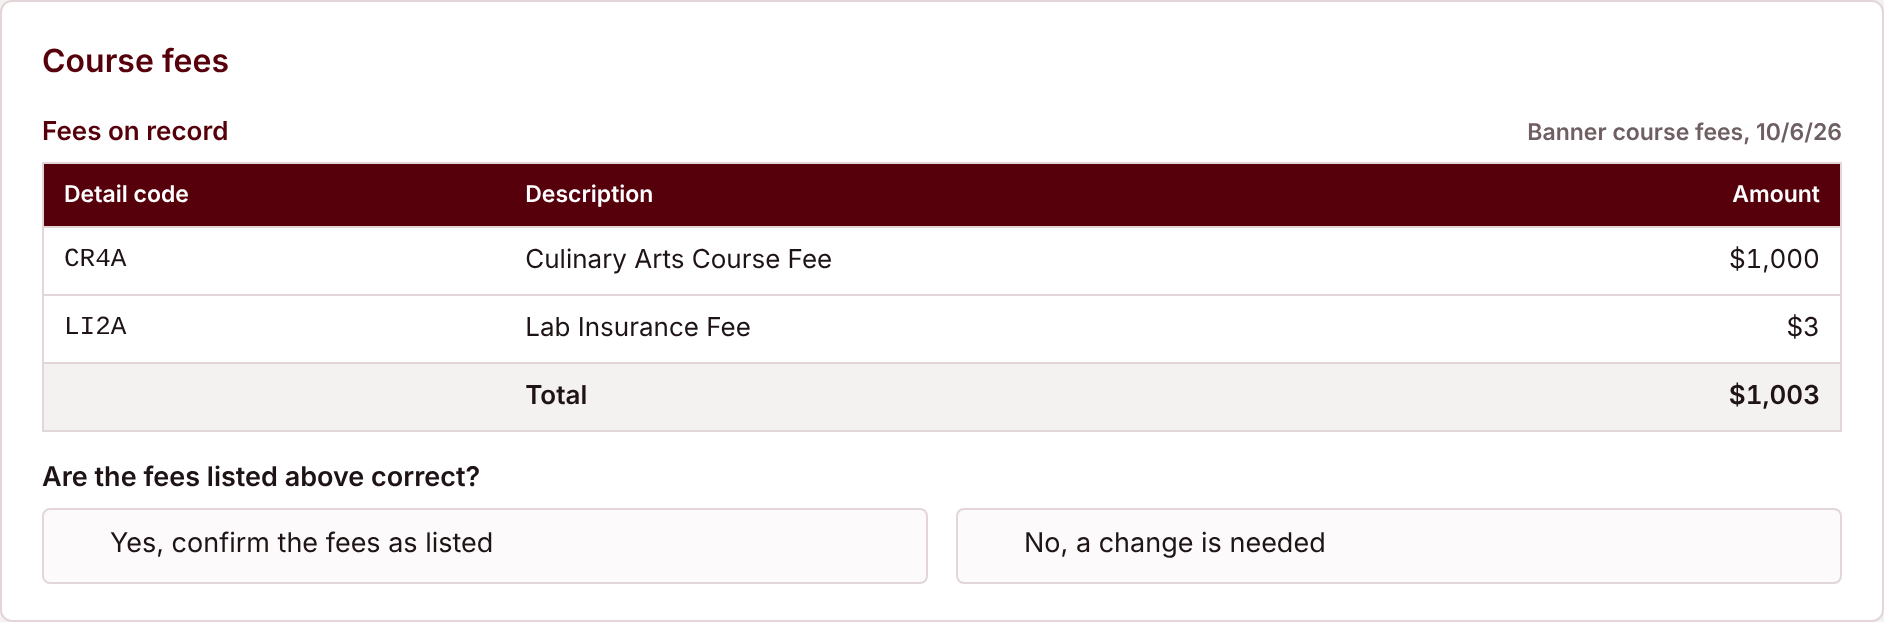 Course fees
Fees on record Banner course fees, 10/6/26
Detail code Description Amount
CR4A Culinary Arts Course Fee $1,000
LI2A Lab Insurance Fee $3
Total $1,003
Are the fees listed above correct?
Yes, confirm the fees as listed No, a change is needed